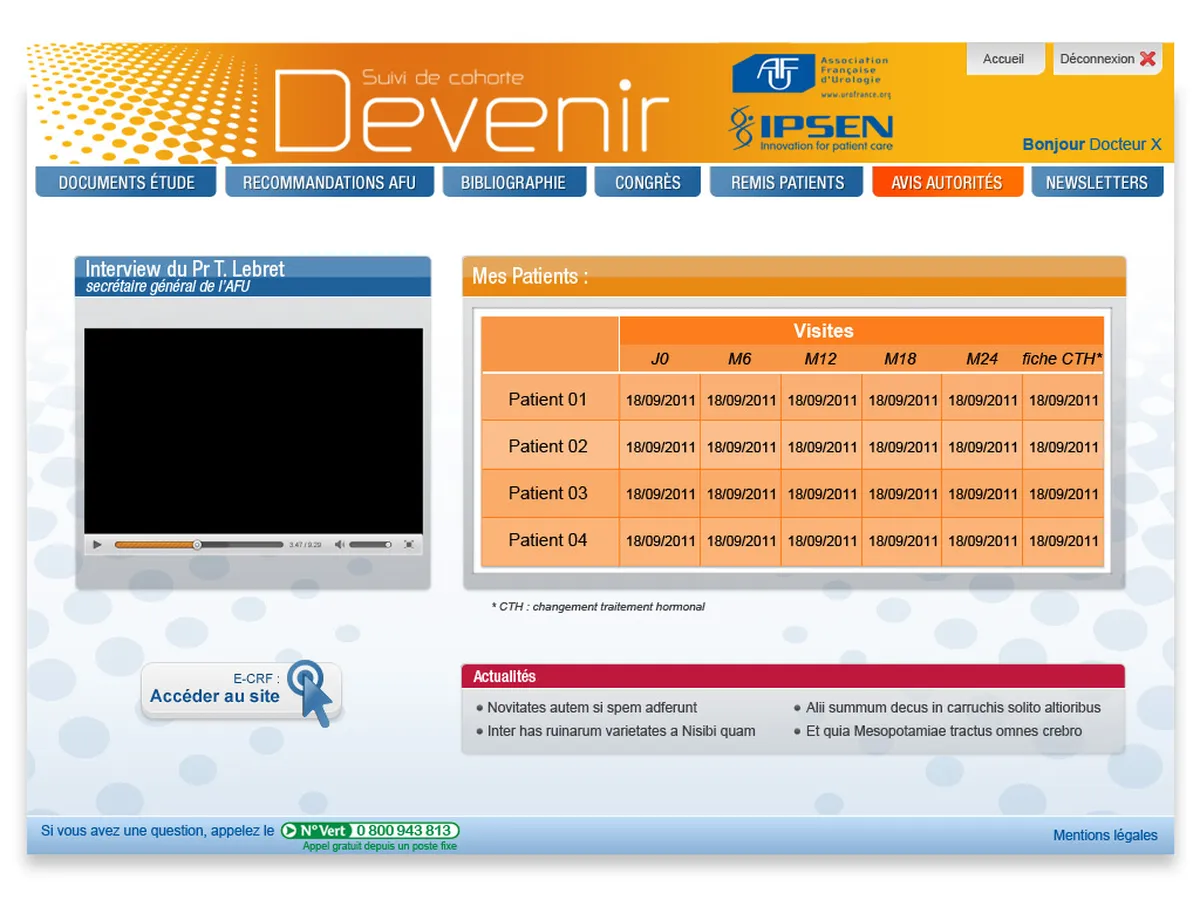 Suivi de cohorte
Devenir
AFU
Association
Française
d'Urologie
www.urofrance.org
IPSEN
Innovation for patient care
Accueil
Déconnexion
Bonjour Docteur X
DOCUMENTS ÉTUDE
RECOMMANDATIONS AFU
BIBLIOGRAPHIE
CONGRÈS
REMIS PATIENTS
AVIS AUTORITÉS
NEWSLETTERS
Interview du Pr T. Lebret
secrétaire général de l'AFU
3:47 / 9:29
Mes Patients :
Visites
J0 M6 M12 M18 M24 fiche CTH*
Patient 01 18/09/2011 18/09/2011 18/09/2011 18/09/2011 18/09/2011 18/09/2011
Patient 02 18/09/2011 18/09/2011 18/09/2011 18/09/2011 18/09/2011 18/09/2011
Patient 03 18/09/2011 18/09/2011 18/09/2011 18/09/2011 18/09/2011 18/09/2011
Patient 04 18/09/2011 18/09/2011 18/09/2011 18/09/2011 18/09/2011 18/09/2011
* CTH : changement traitement hormonal
E-CRF :
Accéder au site
Actualités
• Novitates autem si spem adferunt
• Inter has ruinarum varietates a Nisibi quam
• Alii summum decus in carruchis solito altioribus
• Et quia Mesopotamiae tractus omnes crebro
Si vous avez une question, appelez le N° Vert 0 800 943 813
Appel gratuit depuis un poste fixe
Mentions légales